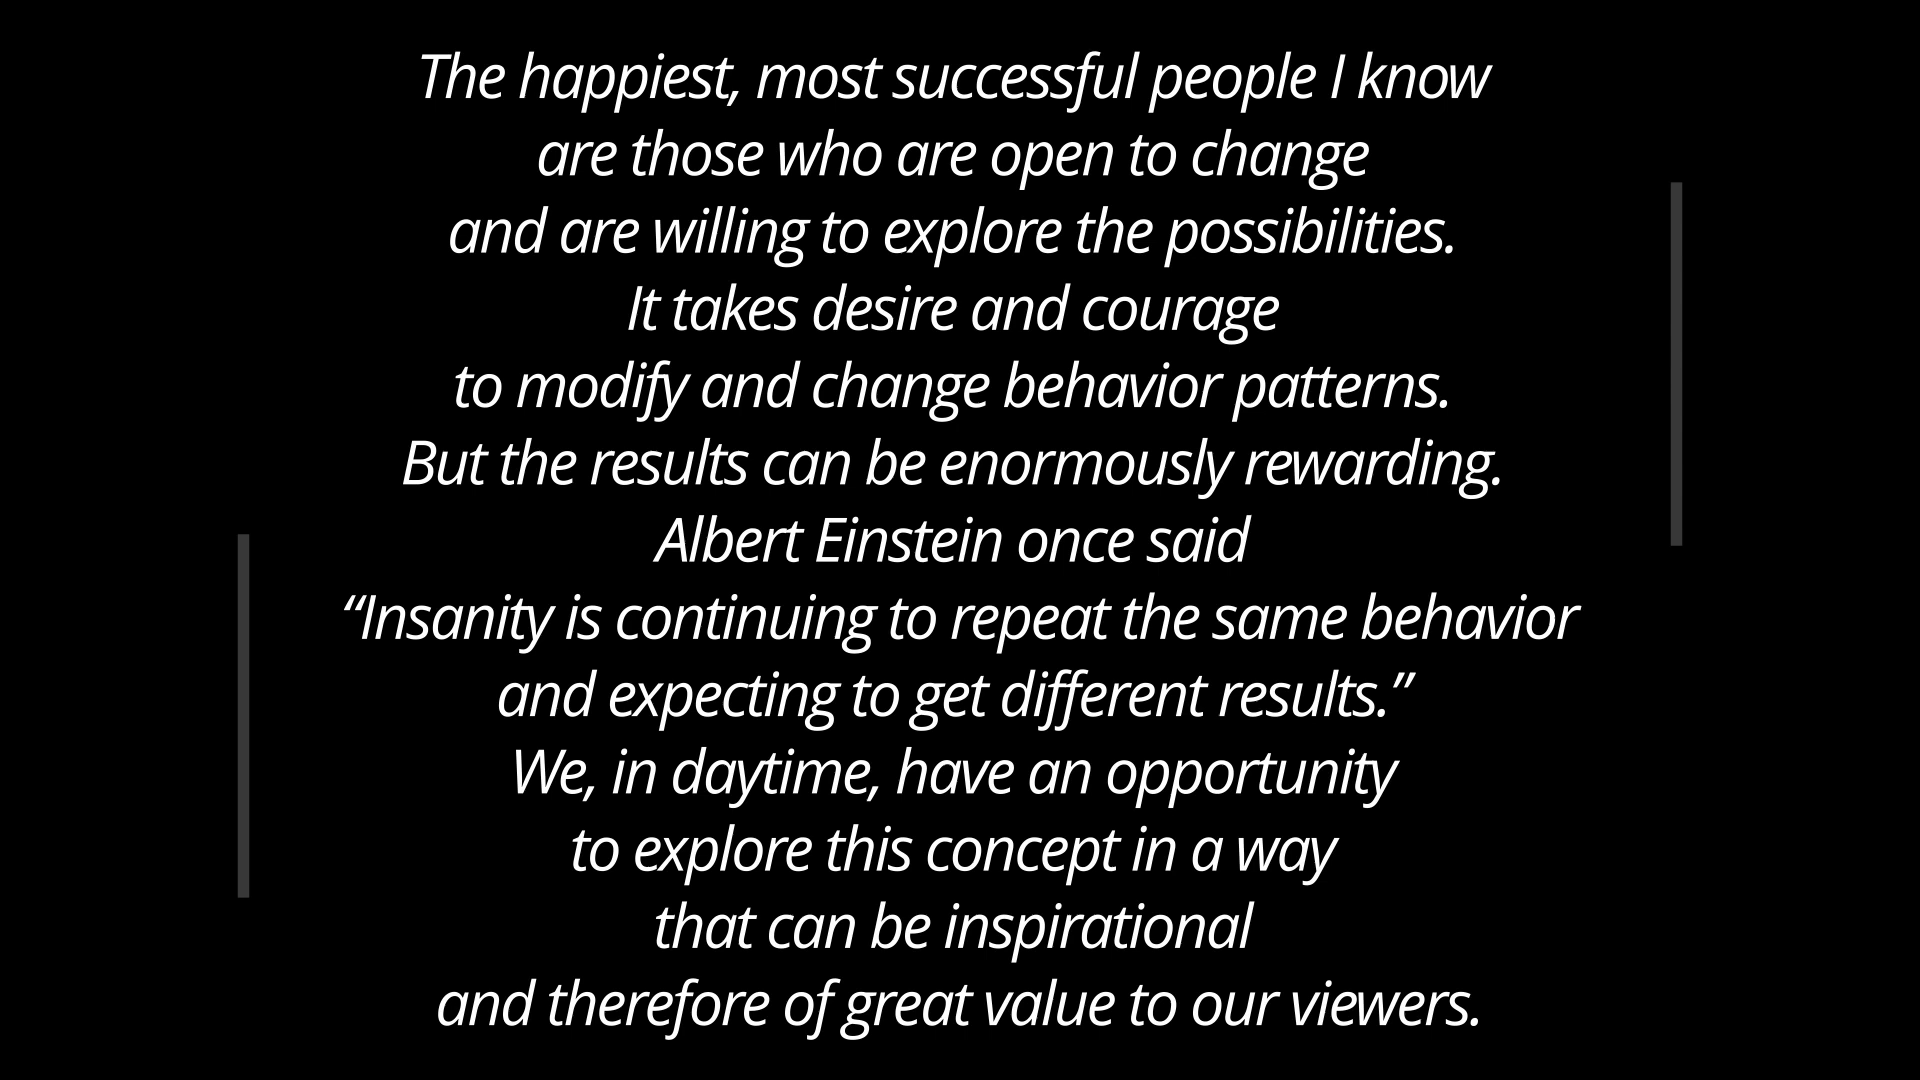 The happiest, most successful people I know
are those who are open to change
and are willing to explore the possibilities.
It takes desire and courage
to modify and change behavior patterns.
But the results can be enormously rewarding.
Albert Einstein once said
“Insanity is continuing to repeat the same behavior
and expecting to get different results.”
We, in daytime, have an opportunity
to explore this concept in a way
that can be inspirational
and therefore of great value to our viewers.